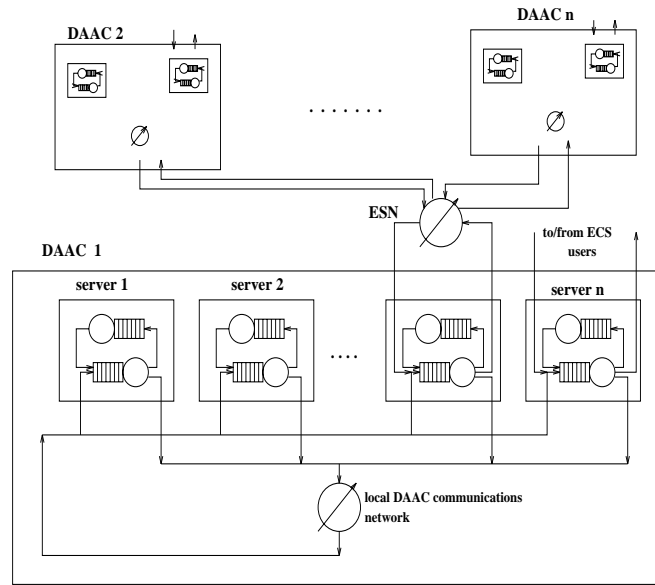 DAAC 2
DAAC n
. . . . . . .
ESN
to/from ECS
users
DAAC 1
server 1
server 2
server n
. . . .
local DAAC communications
network